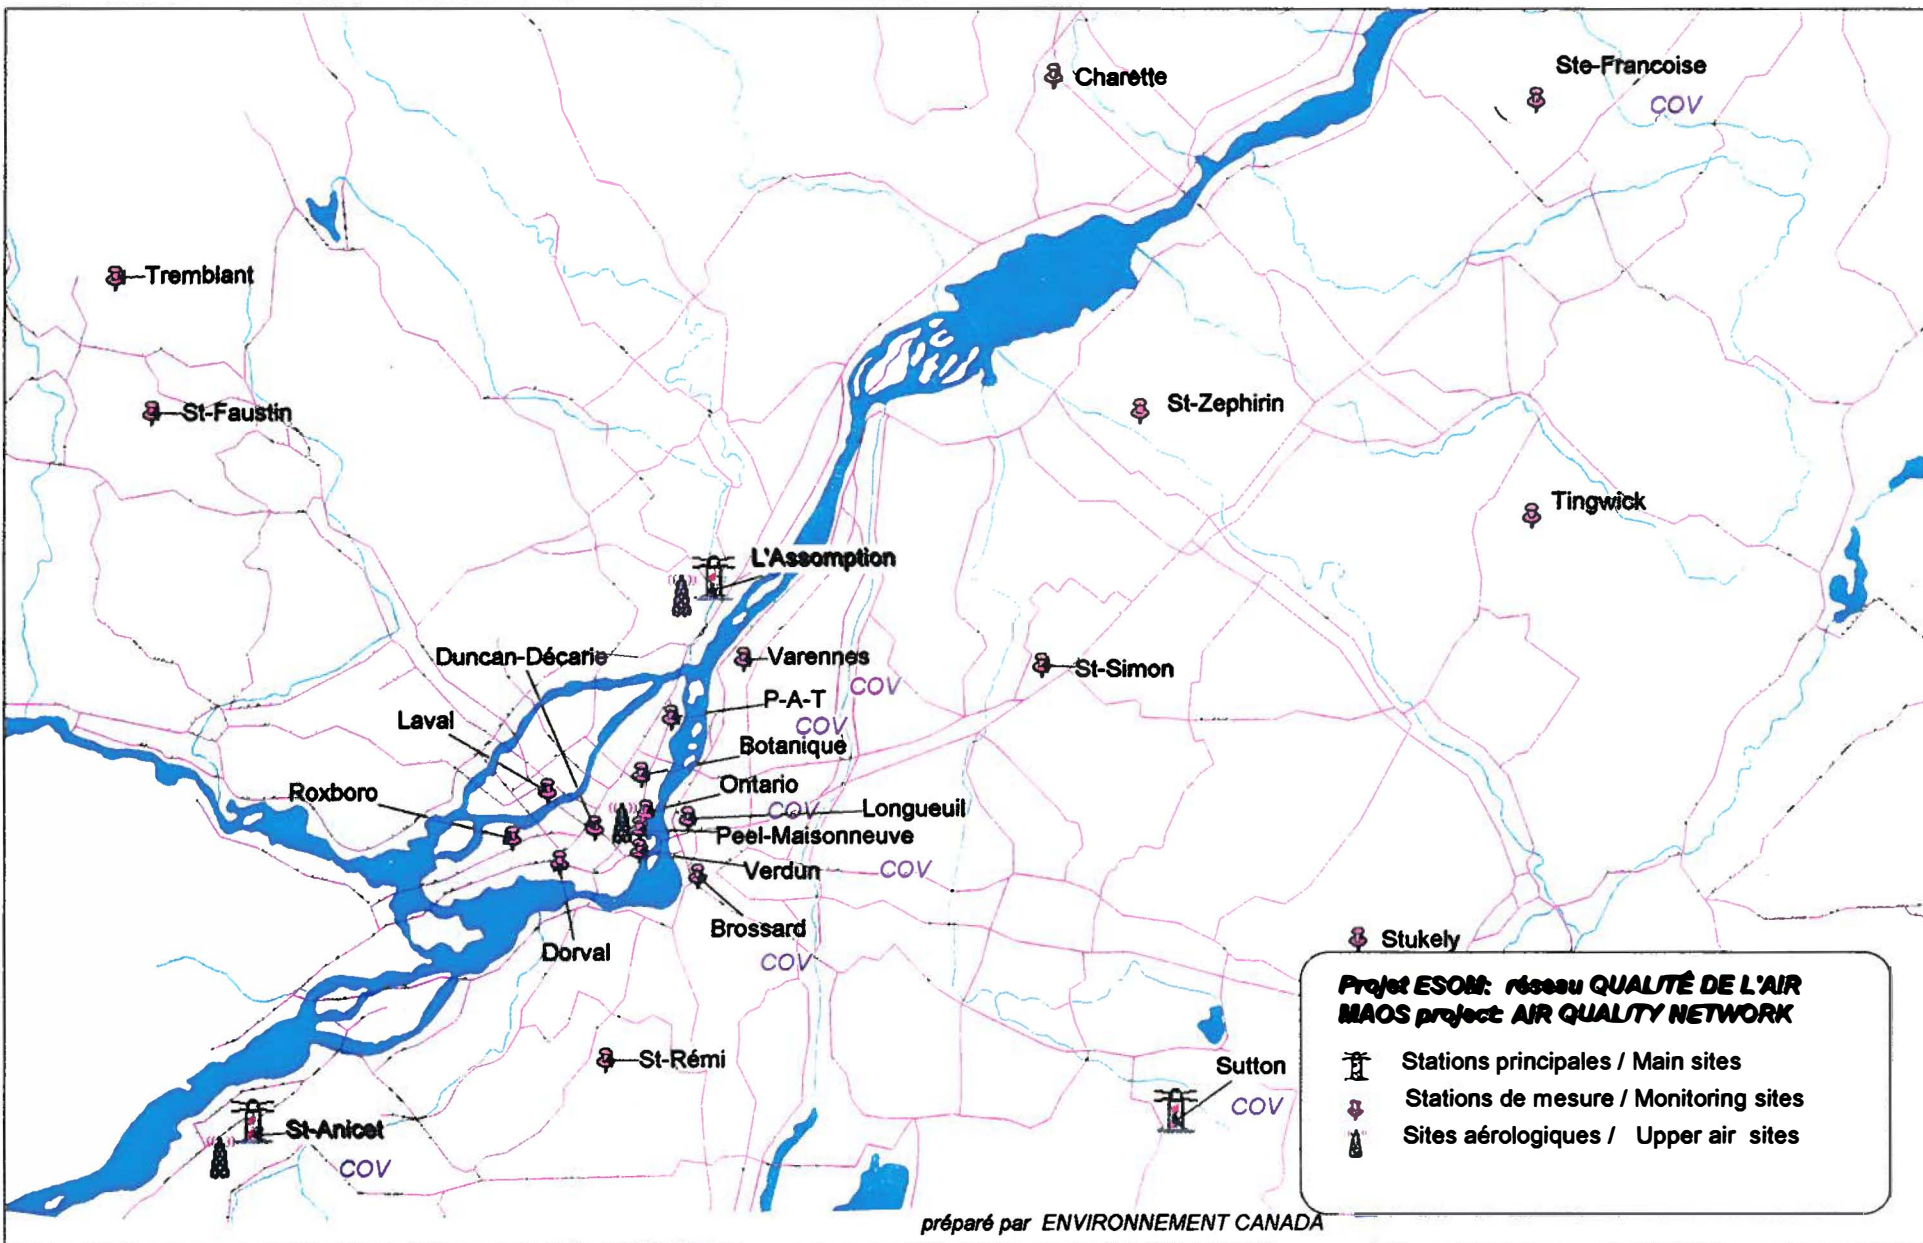 Charette
Ste-Francoise
COV
Tremblant
St-Faustin
St-Zephirin
Tingwick
L'Assomption
Duncan-Décarie
Varennes
COV
St-Simon
Laval
P-A-T
COV
Botanique
Roxboro
Ontario
COV
Longueuil
Peel-Maisonneuve
Verdun
COV
Brossard
COV
Dorval
Stukely
St-Rémi
Sutton
COV
St-Anicet
COV
Projet ESOM: réseau QUALITÉ DE L'AIR
MAOS project: AIR QUALITY NETWORK
Stations principales / Main sites
Stations de mesure / Monitoring sites
Sites aérologiques / Upper air sites
préparé par ENVIRONNEMENT CANADA